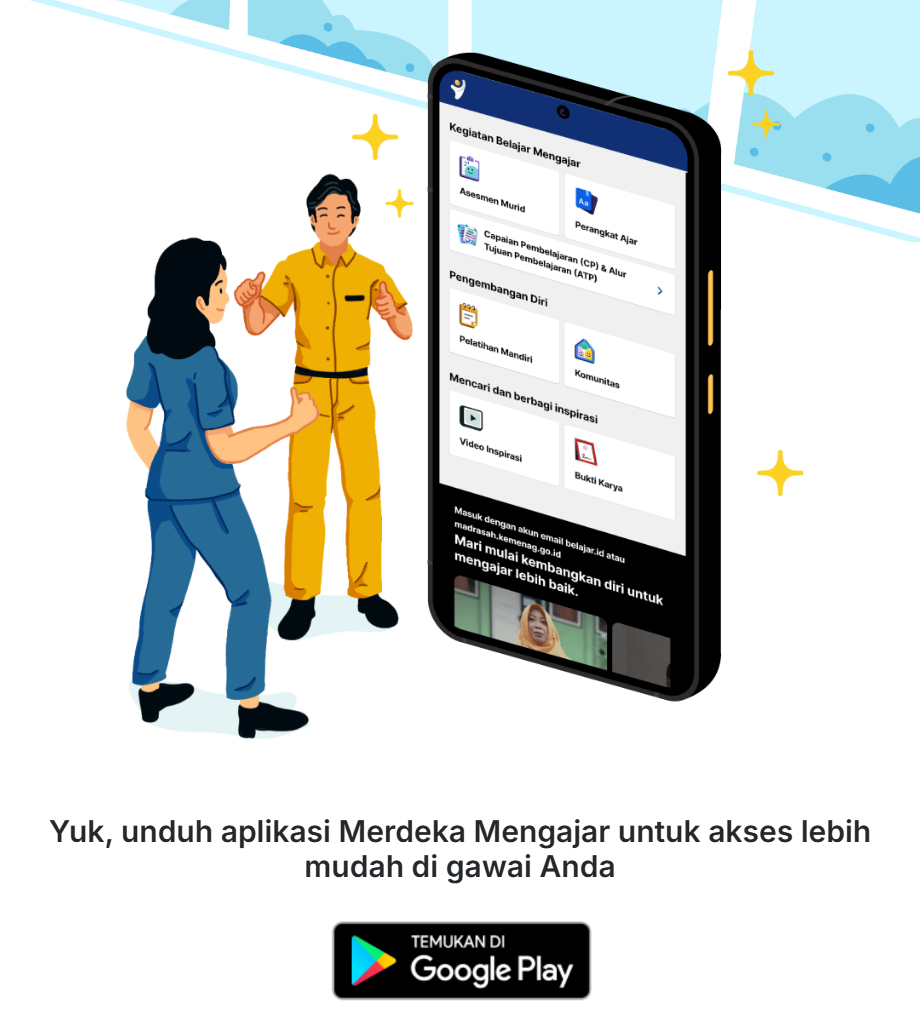 Kegiatan Belajar Mengajar
Asesmen Murid
Perangkat Ajar
Aa
Capaian Pembelajaran (CP) & Alur
Tujuan Pembelajaran (ATP)
Pengembangan Diri
Pelatihan Mandiri
Komunitas
Mencari dan berbagi inspirasi
Video Inspirasi
Bukti Karya
Masuk dengan akun email belajar.id atau
madrasah.kemenag.go.id
Mari mulai kembangkan diri untuk
mengajar lebih baik.
Yuk, unduh aplikasi Merdeka Mengajar untuk akses lebih
mudah di gawai Anda
TEMUKAN DI
Google Play